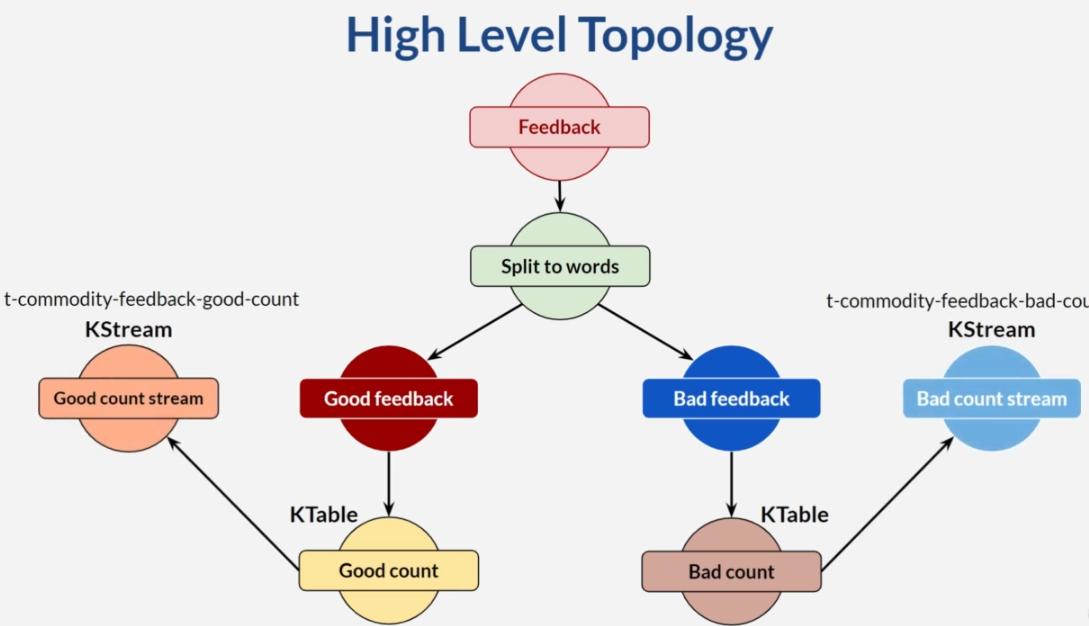 High Level Topology
Feedback
Split to words
t-commodity-feedback-good-count
KStream
t-commodity-feedback-bad-cou
KStream
Good count stream
Good feedback
Bad feedback
Bad count stream
KTable
KTable
Good count
Bad count